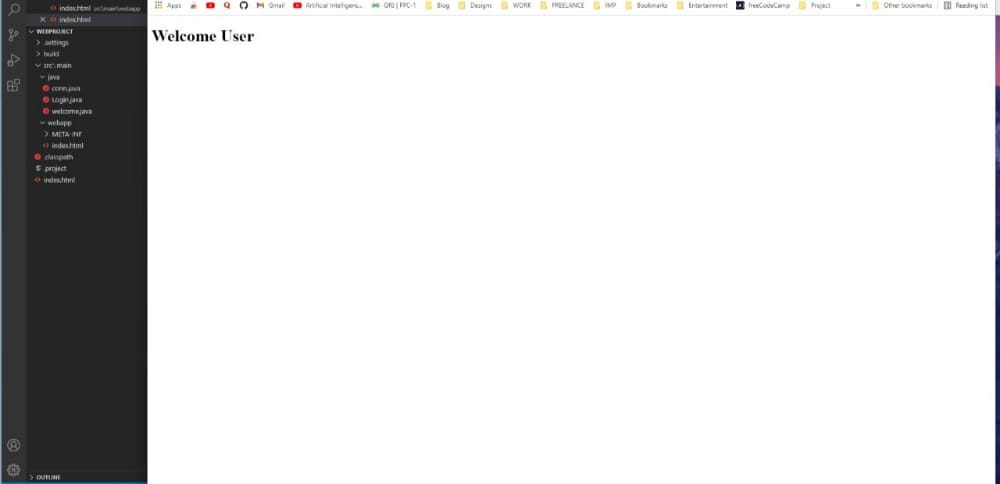 index.html src\main\webapp
index.html
WEBPROJECT
.settings
build
src\main
java
conn.java
Login.java
welcome.java
webapp
META-INF
index.html
.classpath
.project
index.html
OUTLINE
Apps Gmail Artificial Intelligenc... GfG | PPC-1 Blog Designs WORK FREELANCE IMP Bookmarks Entertainment freeCodeCamp Project » Other bookmarks Reading list
Welcome User